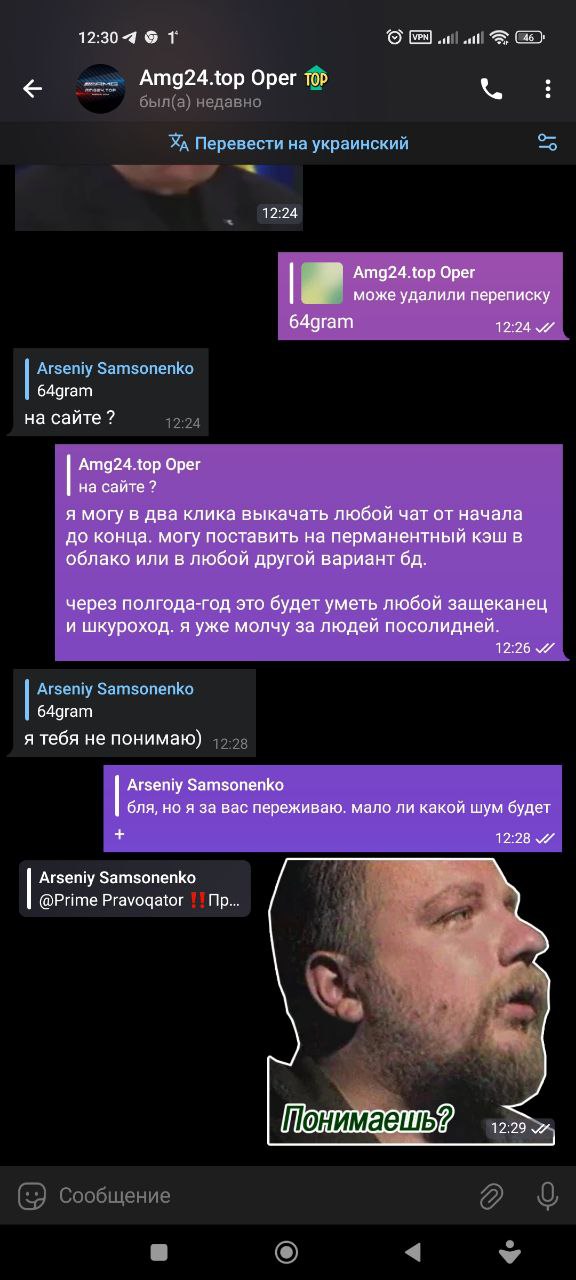 12:30
VPN
46
Amg24.top Oper TOP
был(а) недавно
Перевести на украинский
12:24
Amg24.top Oper
може удалили переписку
64gram
12:24
Arseniy Samsonenko
64gram
на сайте ?
12:24
Amg24.top Oper
на сайте ?
я могу в два клика выкачать любой чат от начала
до конца. могу поставить на перманентный кэш в
облако или в любой другой вариант бд.
через полгода-год это будет уметь любой защеканец
и шкуроход. я уже молчу за людей посолидней.
12:26
Arseniy Samsonenko
64gram
я тебя не понимаю)
12:28
Arseniy Samsonenko
бля, но я за вас переживаю. мало ли какой шум будет
+
12:28
Arseniy Samsonenko
@Prime Pravoqator ‼️Пр...
Понимаешь?
12:29
Сообщение